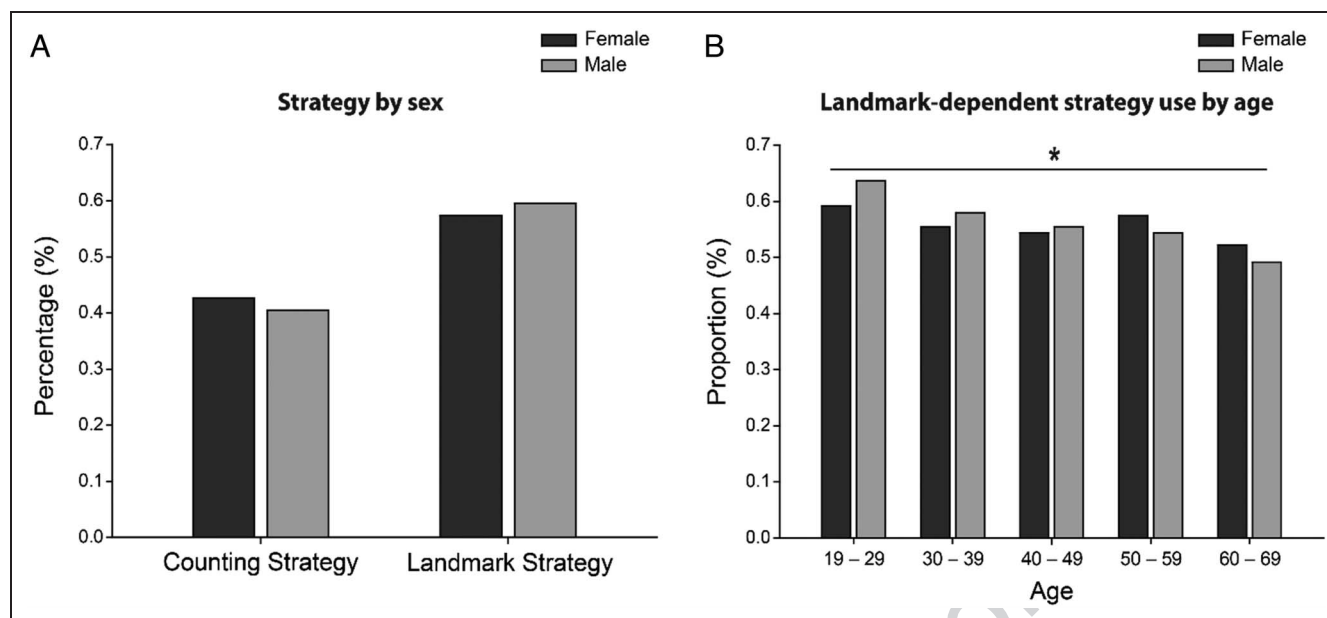 A
Female
Male
Strategy by sex
Percentage (%)
0.7
0.6
0.5
0.4
0.3
0.2
0.1
0.0
Counting Strategy
Landmark Strategy
B
Female
Male
Landmark-dependent strategy use by age
*
Proportion (%)
0.7
0.6
0.5
0.4
0.3
0.2
0.1
0.0
19 – 29
30 – 39
40 – 49
50 – 59
60 – 69
Age